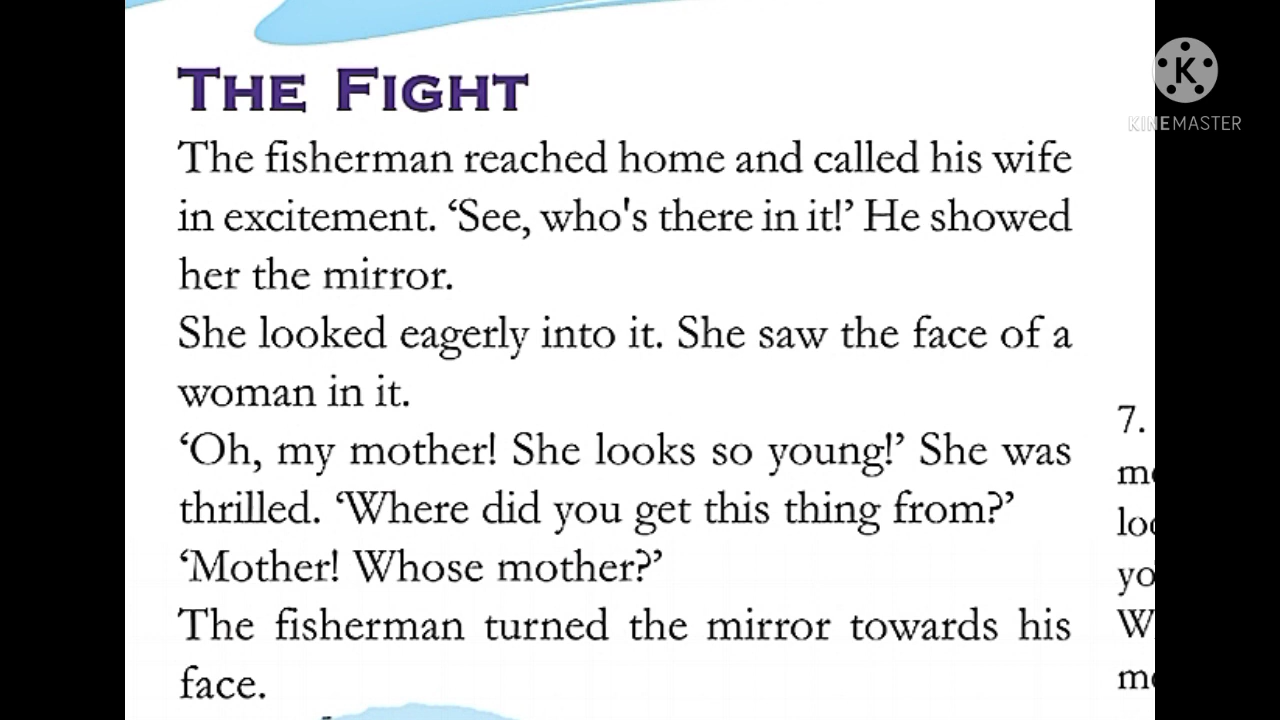 THE FIGHT
The fisherman reached home and called his wife
in excitement. ‘See, who's there in it!’ He showed
her the mirror.
She looked eagerly into it. She saw the face of a
woman in it.
‘Oh, my mother! She looks so young!’ She was
thrilled. ‘Where did you get this thing from?’
‘Mother! Whose mother?’
The fisherman turned the mirror towards his
face.
7.
yo
W
K
KINEMASTER